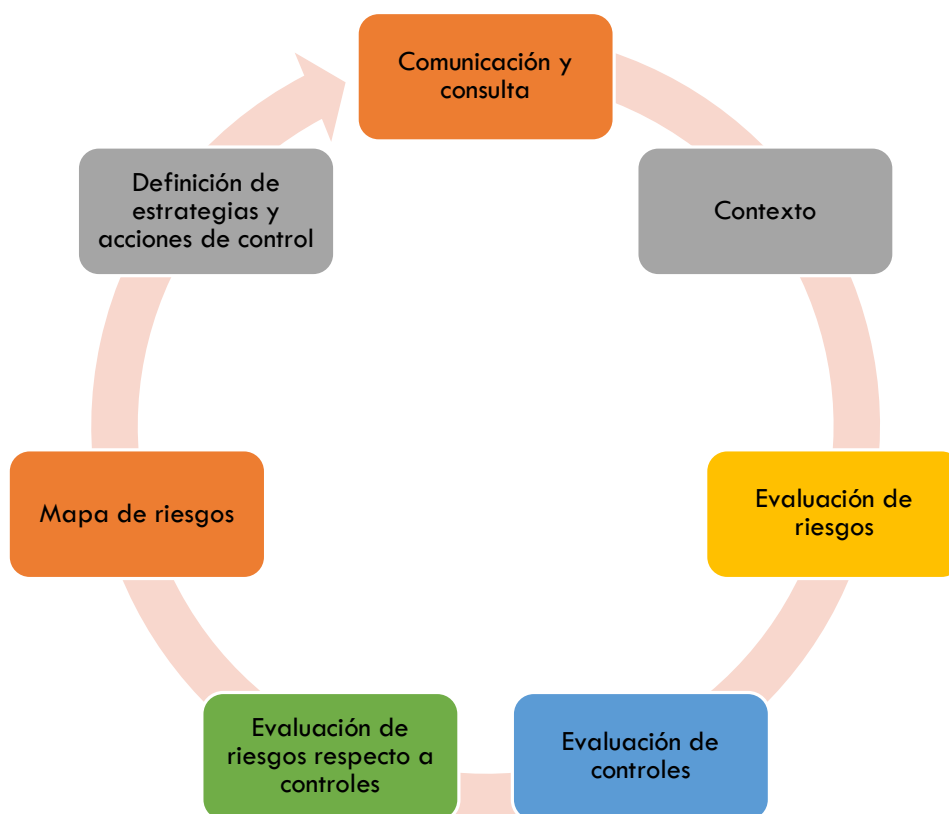 Comunicación y
consulta
Contexto
Evaluación de
riesgos
Evaluación de
controles
Evaluación de
riesgos respecto a
controles
Mapa de riesgos
Definición de
estrategias y
acciones de control